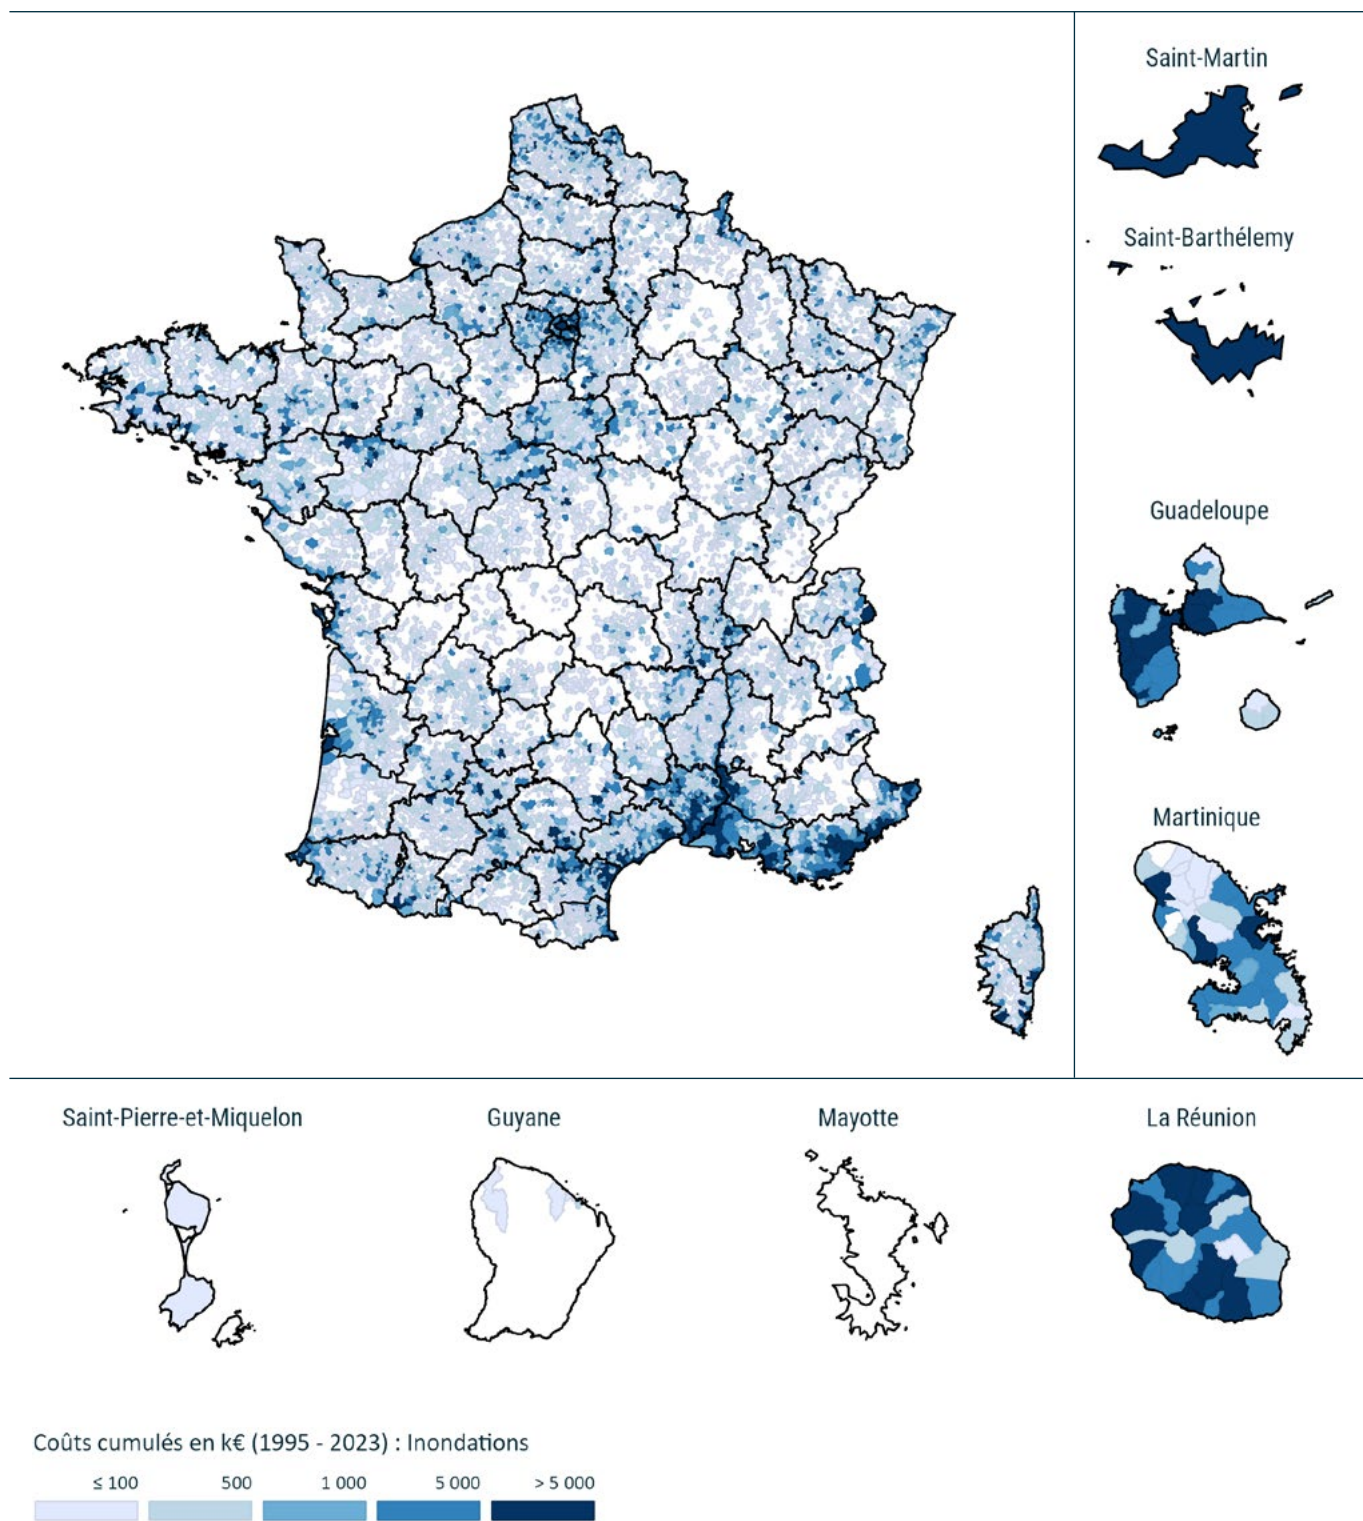 Saint-Martin
Saint-Barthélemy
Guadeloupe
Martinique
Saint-Pierre-et-Miquelon
Guyane
Mayotte
La Réunion
Coûts cumulés en k€ (1995 - 2023) : Inondations
≤ 100 500 1 000 5 000 > 5 000